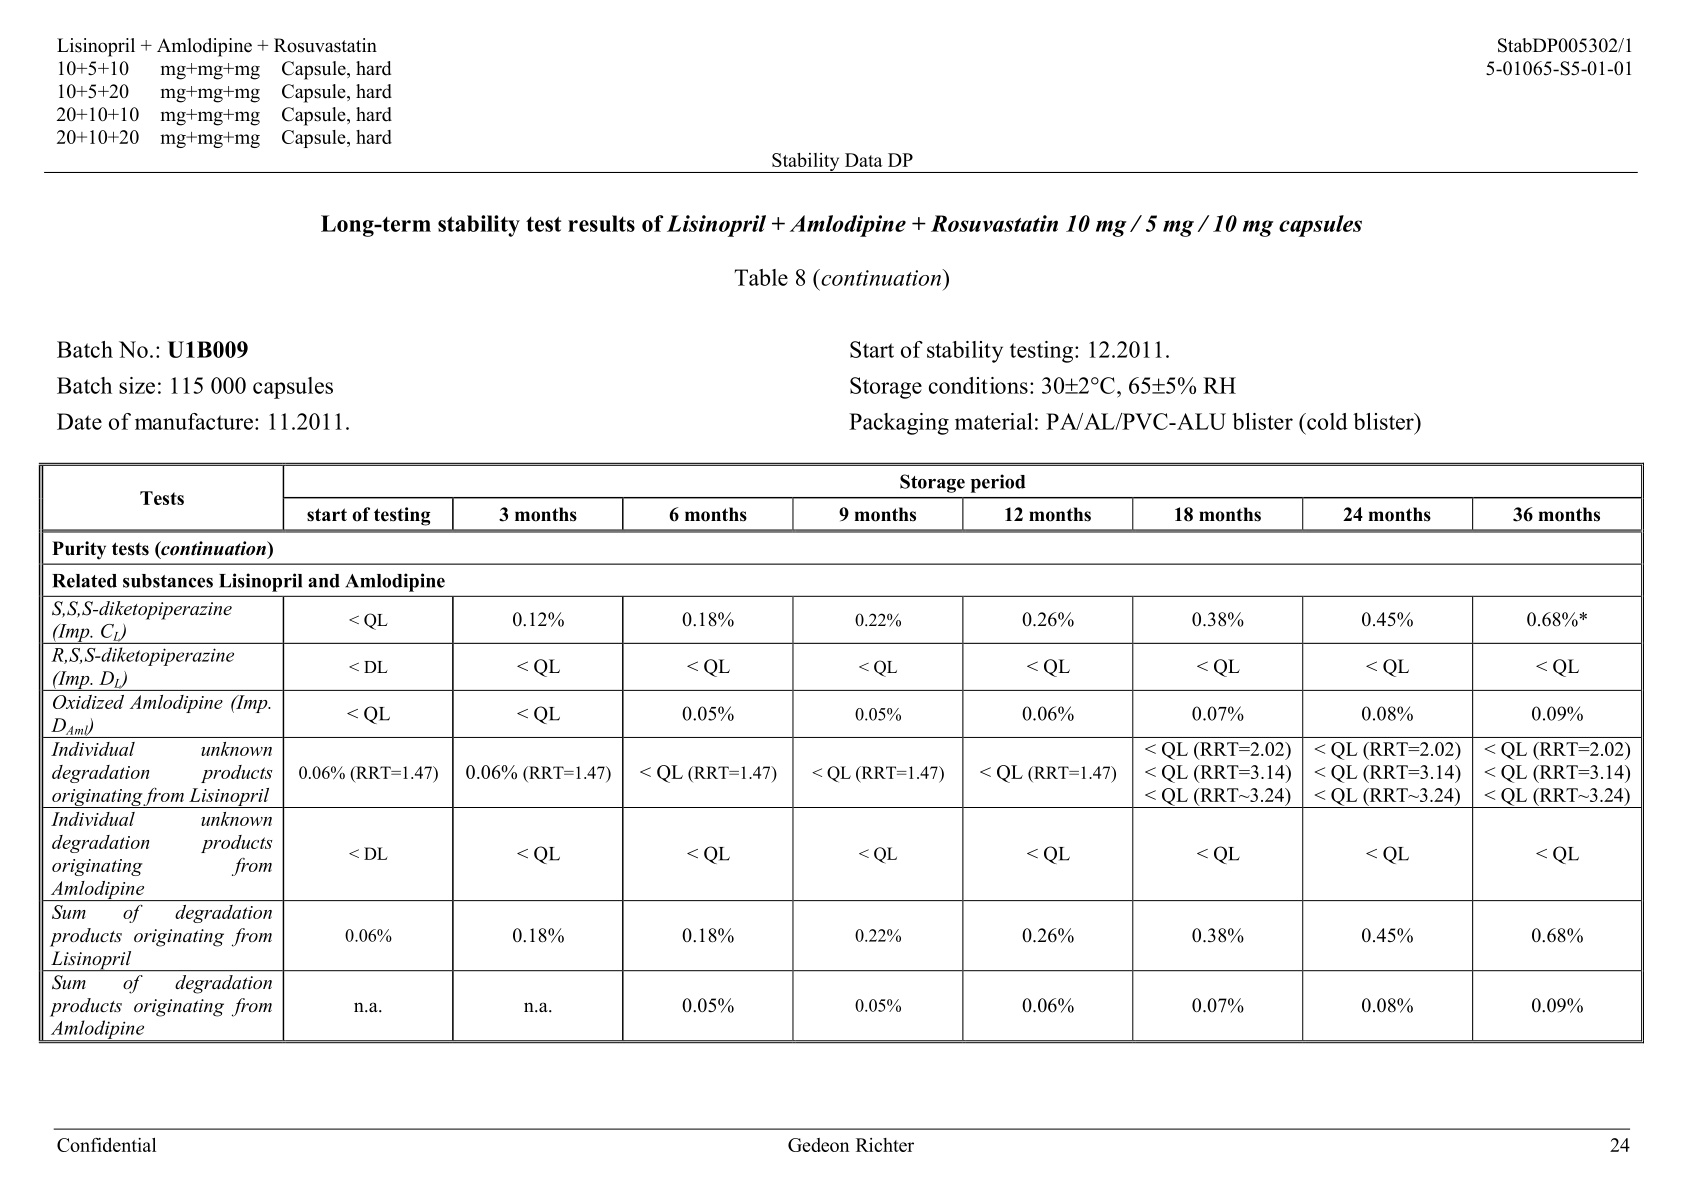 Lisinopril + Amlodipine + Rosuvastatin
10+5+10 mg+mg+mg Capsule, hard
10+5+20 mg+mg+mg Capsule, hard
20+10+10 mg+mg+mg Capsule, hard
20+10+20 mg+mg+mg Capsule, hard
StabDP005302/1
5-01065-S5-01-01
Stability Data DP
Long-term stability test results of Lisinopril + Amlodipine + Rosuvastatin 10 mg / 5 mg / 10 mg capsules
Table 8 (continuation)
Batch No.: U1B009
Batch size: 115 000 capsules
Date of manufacture: 11.2011.
Start of stability testing: 12.2011.
Storage conditions: 30±2°C, 65±5% RH
Packaging material: PA/AL/PVC-ALU blister (cold blister)
Tests
Storage period
start of testing 3 months 6 months 9 months 12 months 18 months 24 months 36 months
Purity tests (continuation)
Related substances Lisinopril and Amlodipine
S,S,S-diketopiperazine
(Imp. CL)
< QL 0.12% 0.18% 0.22% 0.26% 0.38% 0.45% 0.68%*
R,S,S-diketopiperazine
(Imp. DL)
< DL < QL < QL < QL < QL < QL < QL < QL
Oxidized Amlodipine (Imp.
DAml)
< QL < QL 0.05% 0.05% 0.06% 0.07% 0.08% 0.09%
Individual unknown
degradation products
originating from Lisinopril
0.06% (RRT=1.47) 0.06% (RRT=1.47) < QL (RRT=1.47) < QL (RRT=1.47) < QL (RRT=1.47)
< QL (RRT=2.02) < QL (RRT=2.02) < QL (RRT=2.02)
< QL (RRT=3.14) < QL (RRT=3.14) < QL (RRT=3.14)
< QL (RRT~3.24) < QL (RRT~3.24) < QL (RRT~3.24)
Individual unknown
degradation products
originating from
Amlodipine
< DL < QL < QL < QL < QL < QL < QL < QL
Sum of degradation
products originating from
Lisinopril
0.06% 0.18% 0.18% 0.22% 0.26% 0.38% 0.45% 0.68%
Sum of degradation
products originating from
Amlodipine
n.a. n.a. 0.05% 0.05% 0.06% 0.07% 0.08% 0.09%
Confidential Gedeon Richter 24